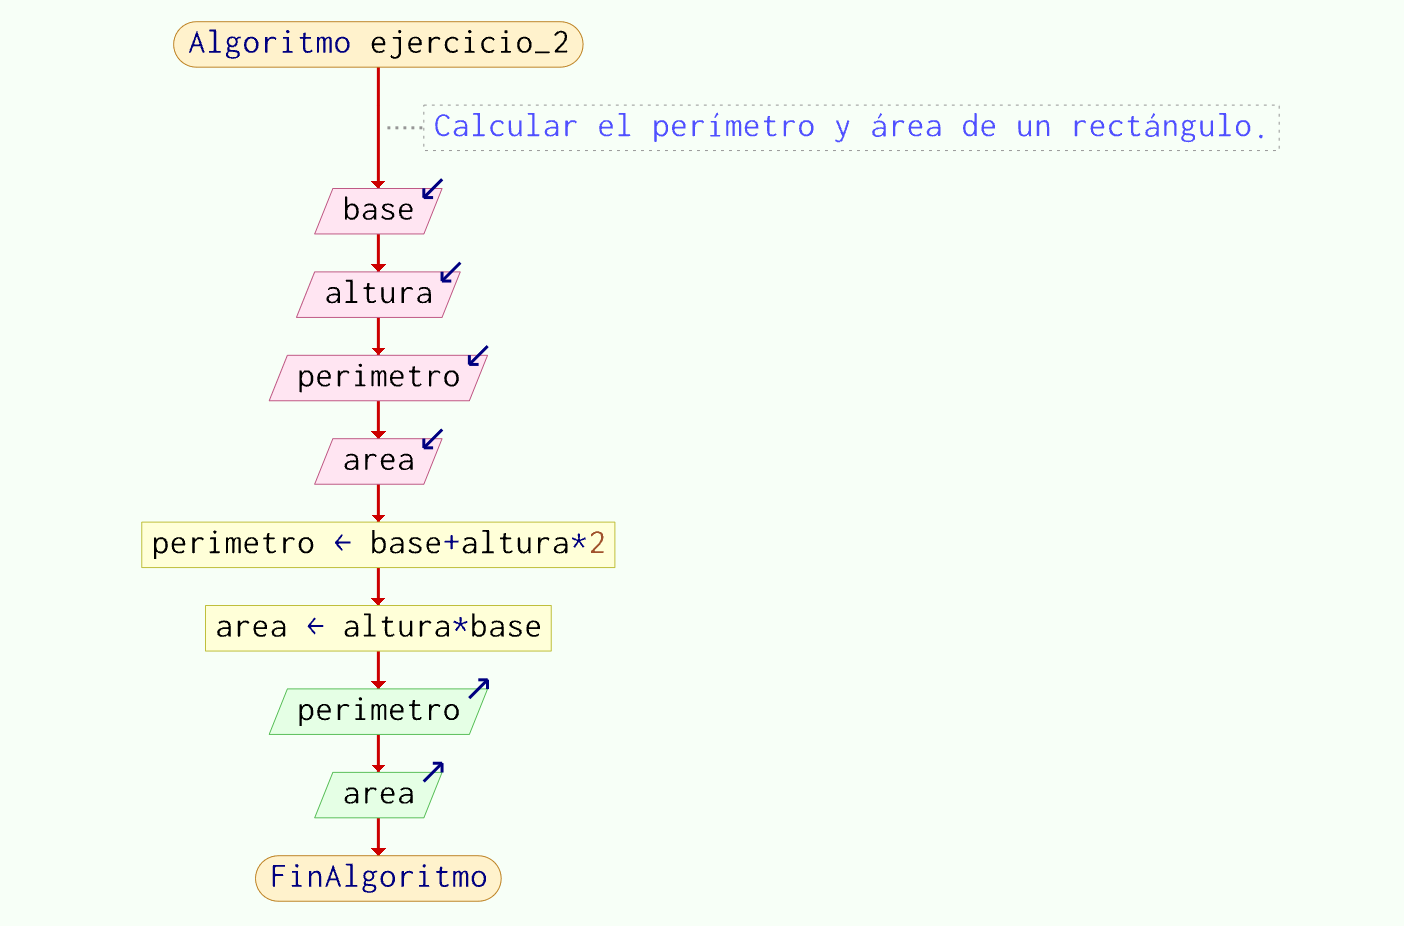 Algoritmo ejercicio_2
Calcular el perímetro y área de un rectángulo.
base
altura
perimetro
area
perimetro ← base+altura*2
area ← altura*base
perimetro
area
FinAlgoritmo